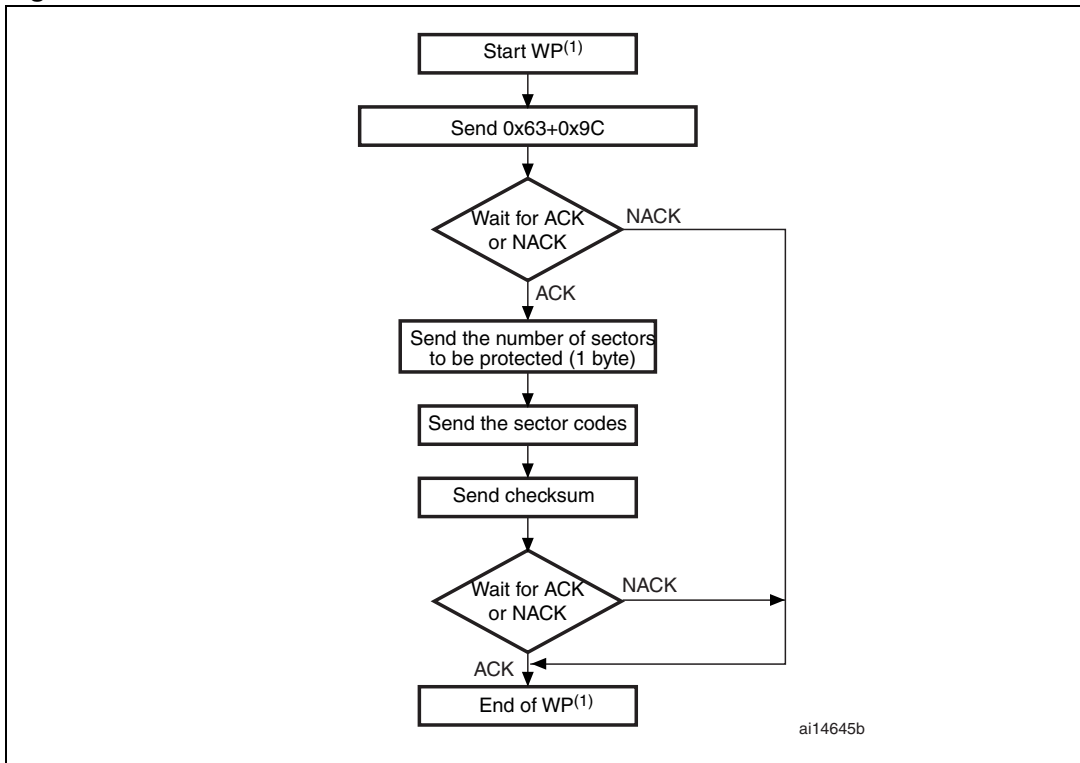 Start WP(1)
Send 0x63+0x9C
Wait for ACK
or NACK
NACK
ACK
Send the number of sectors
to be protected (1 byte)
Send the sector codes
Send checksum
Wait for ACK
or NACK
NACK
ACK
End of WP(1)
ai14645b